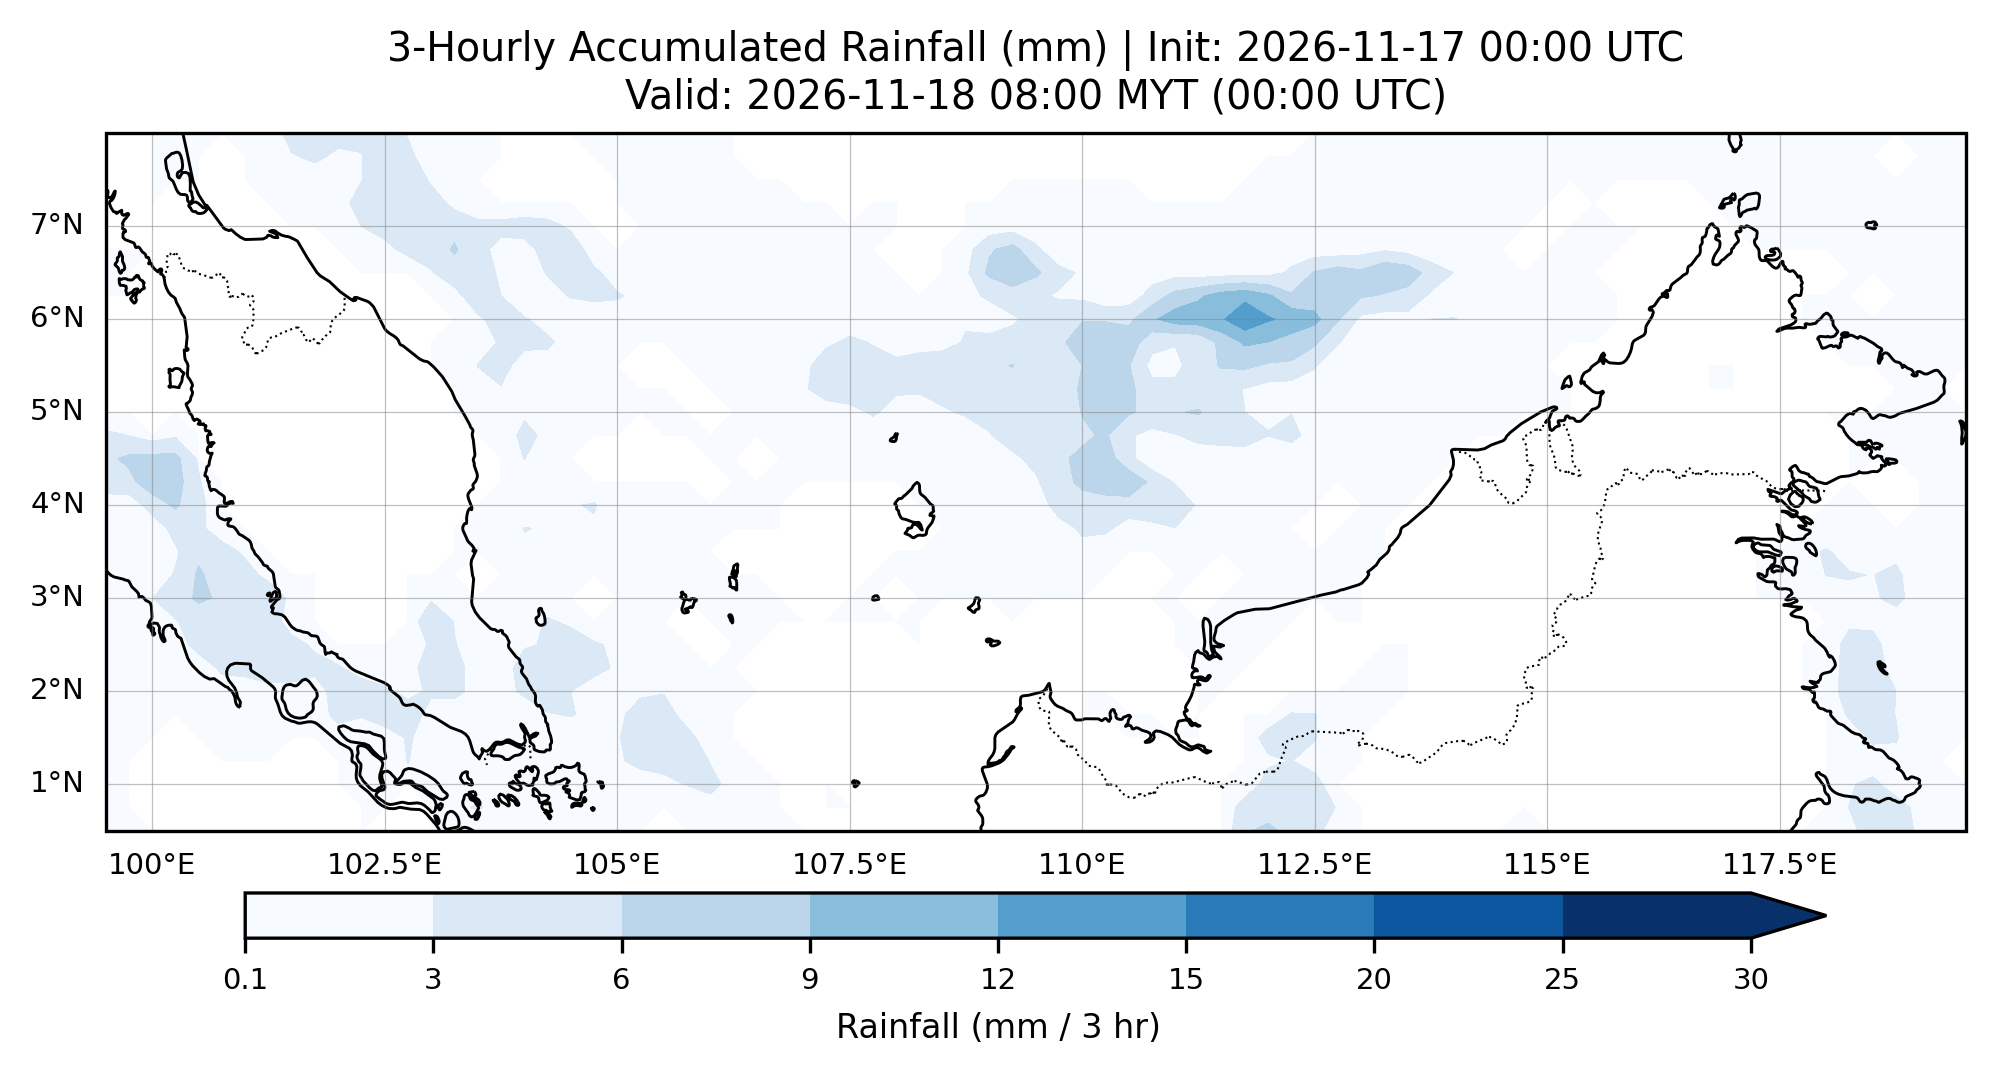 3-Hourly Accumulated Rainfall (mm) | Init: 2026-11-17 00:00 UTC
Valid: 2026-11-18 08:00 MYT (00:00 UTC)
7°N
6°N
5°N
4°N
3°N
2°N
1°N
100°E 102.5°E 105°E 107.5°E 110°E 112.5°E 115°E 117.5°E
0.1 3 6 9 12 15 20 25 30
Rainfall (mm / 3 hr)